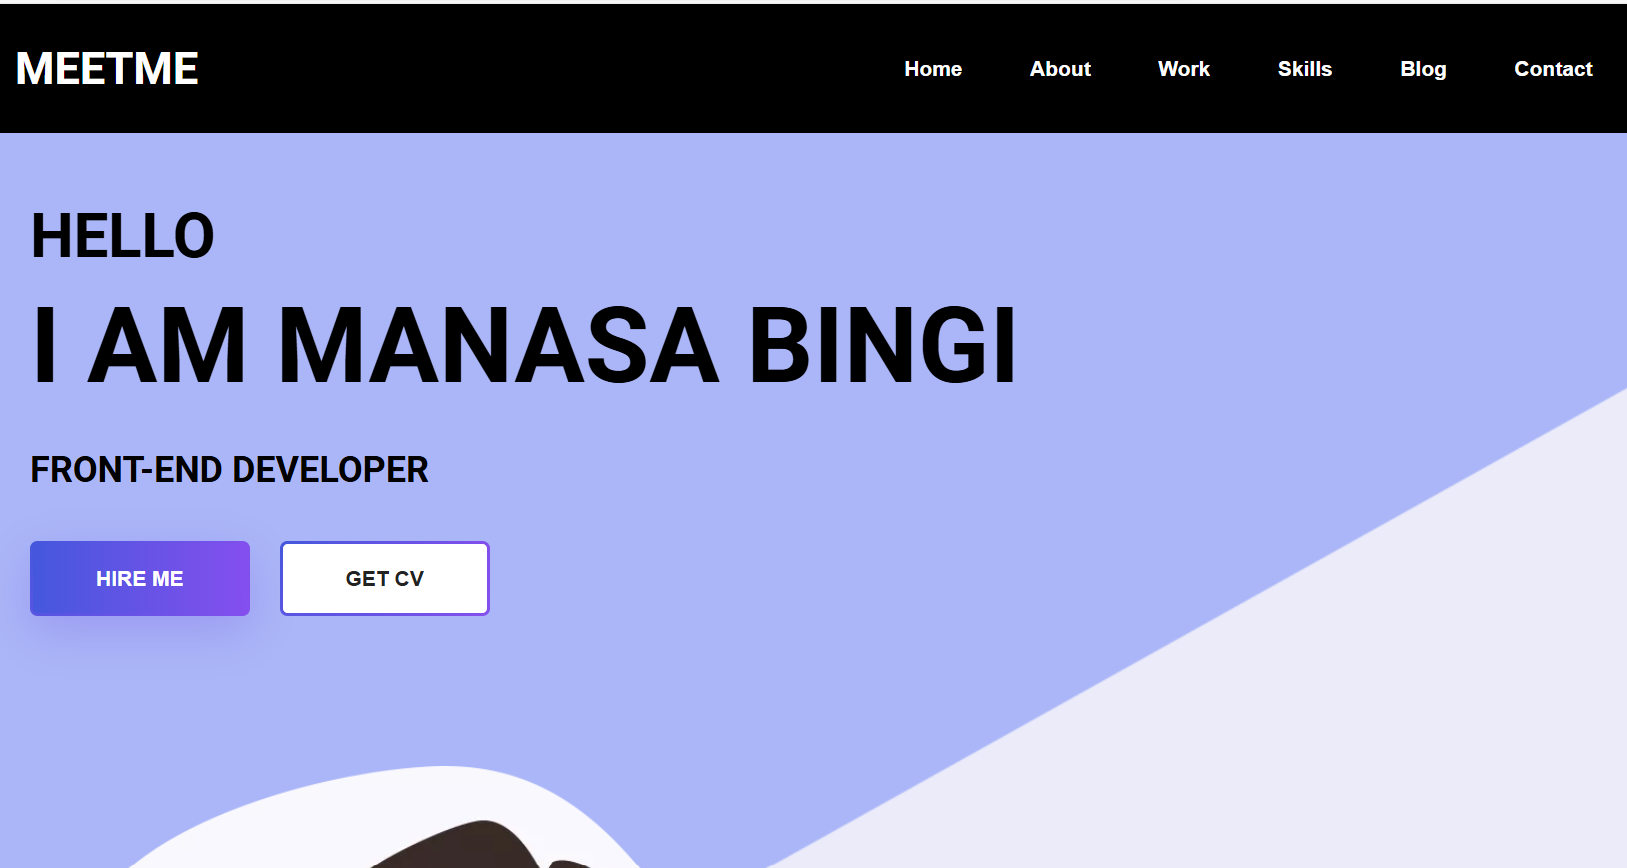 MEETME Home About Work Skills Blog Contact
HELLO
I AM MANASA BINGI
FRONT-END DEVELOPER
HIRE ME GET CV